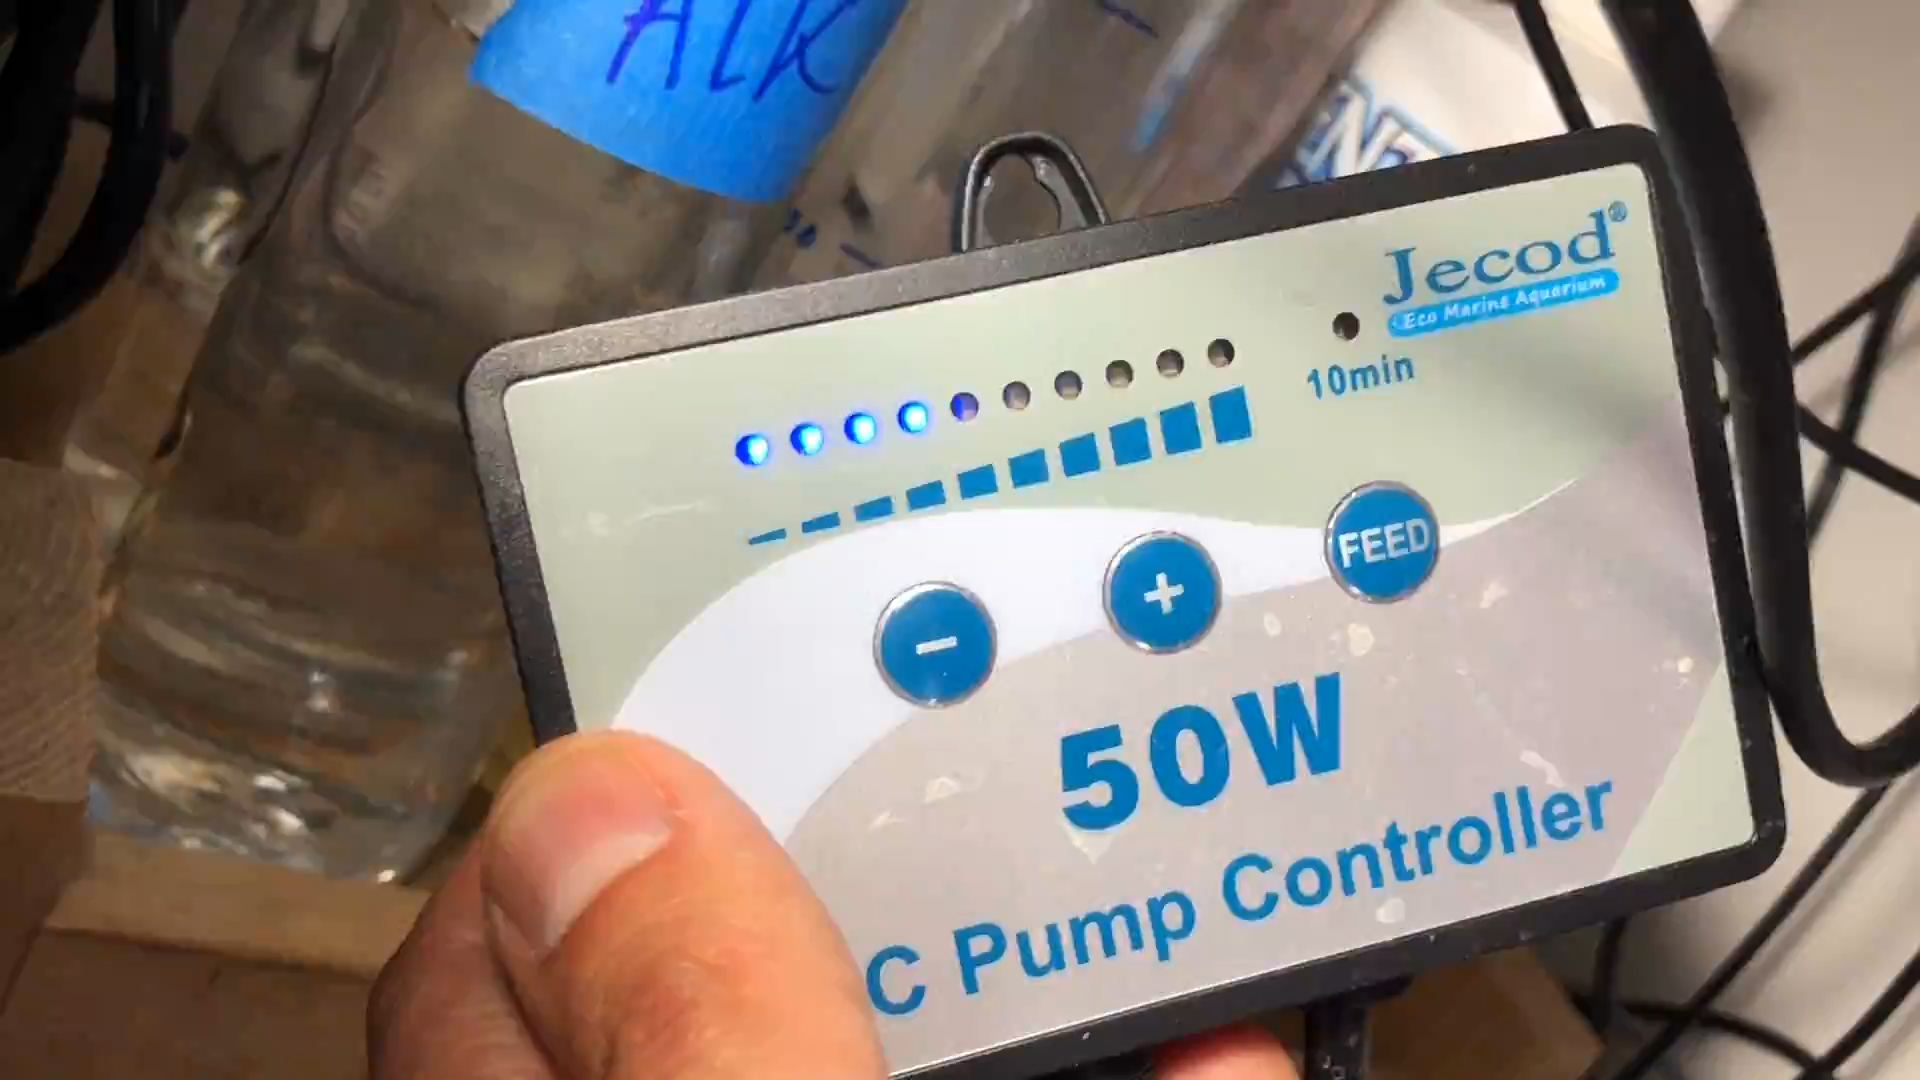 ALK
Jecod®
Eco Marine Aquarium
10min
FEED
- +
50W
C Pump Controller